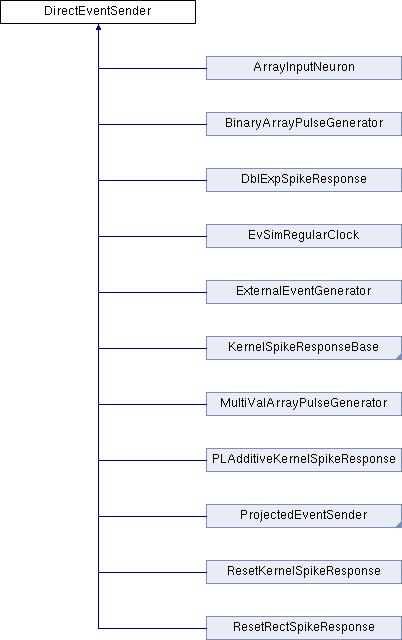 DirectEventSender
ArrayInputNeuron
BinaryArrayPulseGenerator
DblExpSpikeResponse
EvSimRegularClock
ExternalEventGenerator
KernelSpikeResponseBase
MultiValArrayPulseGenerator
PLAdditiveKernelSpikeResponse
ProjectedEventSender
ResetKernelSpikeResponse
ResetRectSpikeResponse